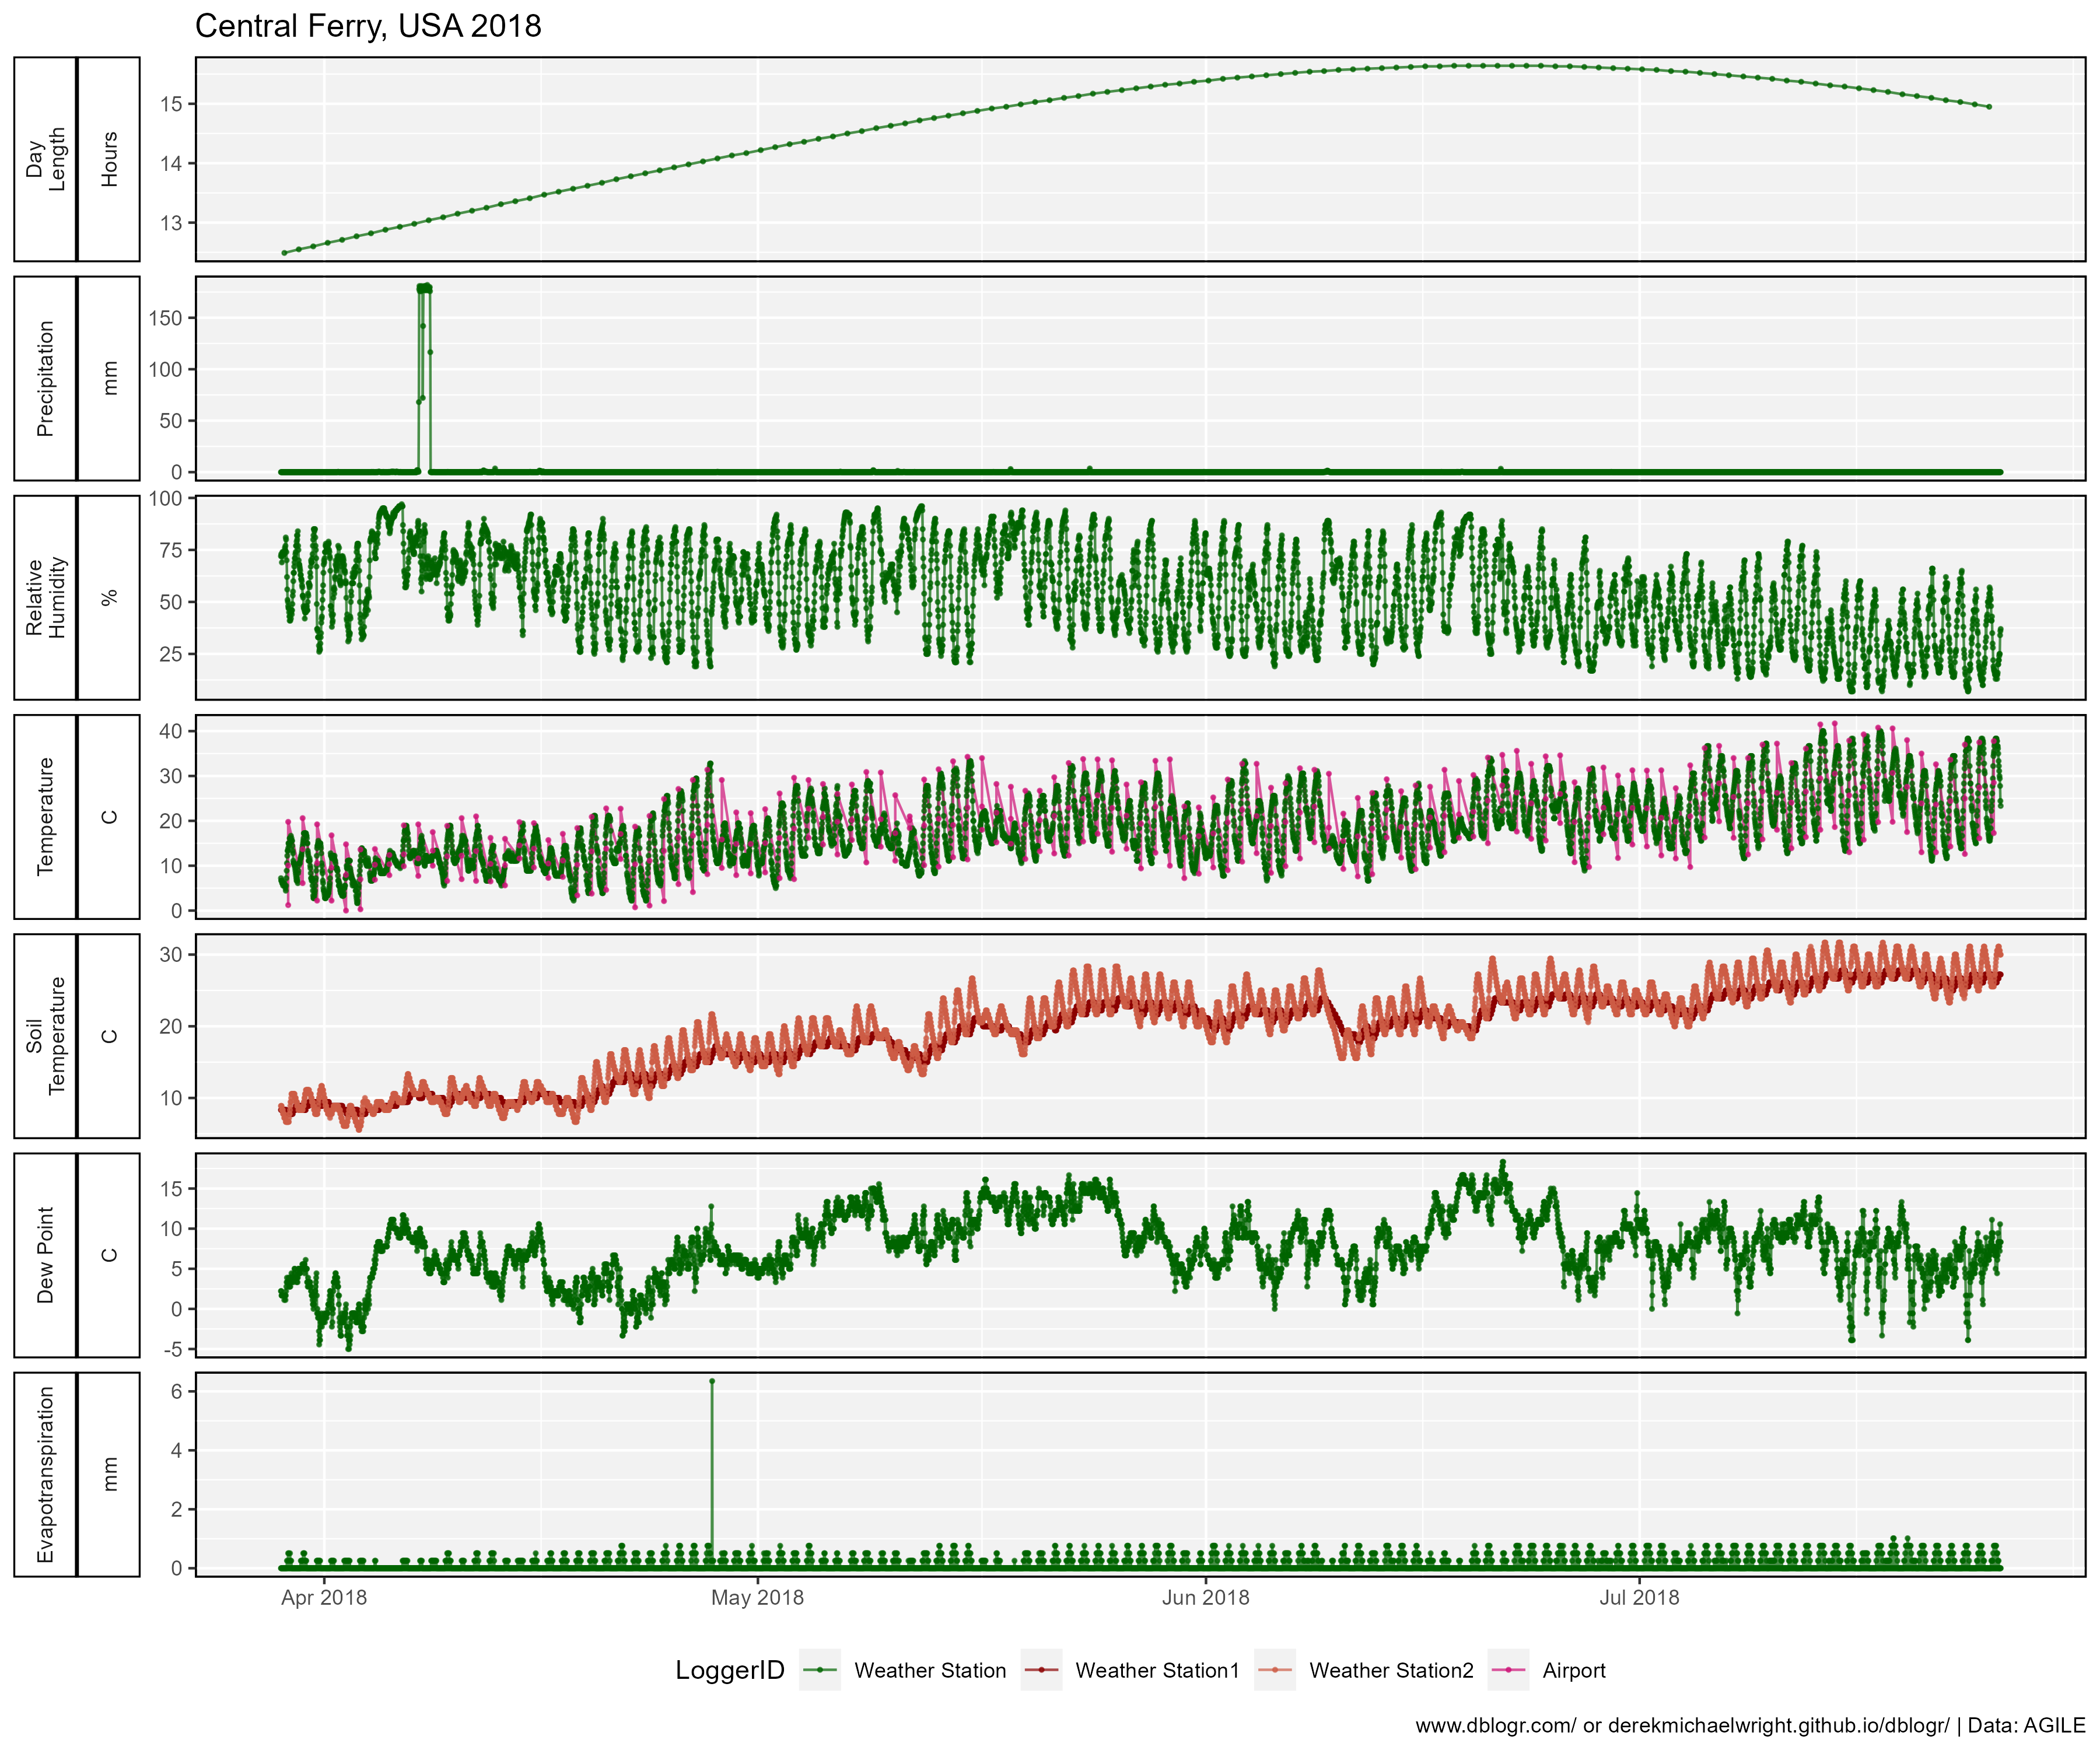 Central Ferry, USA 2018
Day
Length
Hours
15
14
13
Precipitation
mm
150
100
50
0
Relative
Humidity
%
100
75
50
25
Temperature
C
40
30
20
10
0
Soil
Temperature
C
30
20
10
Dew Point
C
15
10
5
0
-5
Evapotranspiration
mm
6
4
2
0
Apr 2018 May 2018 Jun 2018 Jul 2018
LoggerID Weather Station Weather Station1 Weather Station2 Airport
www.dblogr.com/ or derekmichaelwright.github.io/dblogr/ | Data: AGILE